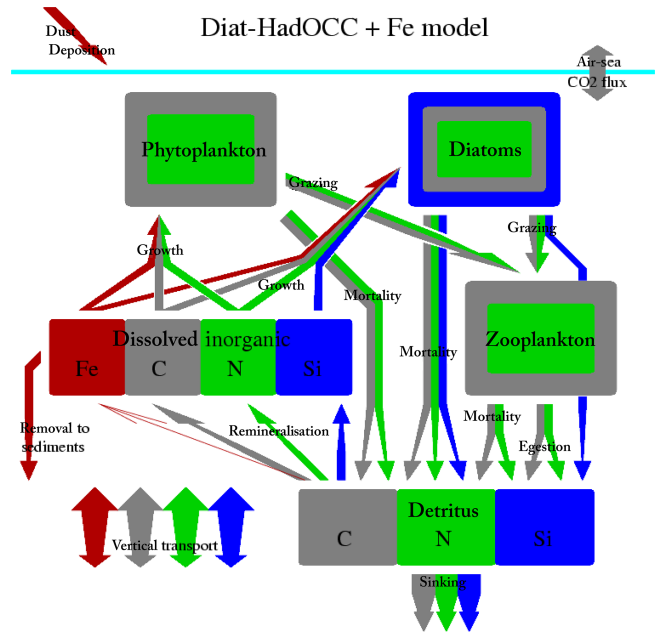 Diat-HadOCC + Fe model
Dust
Deposition
Air-sea
CO2 flux
Phytoplankton
Diatoms
Grazing
Grazing
Growth
Growth
Mortality
Mortality
Zooplankton
Dissolved inorganic
Fe C N Si
Removal to
sediments
Remineralisation
Mortality
Egestion
Detritus
C N Si
Vertical transport
Sinking